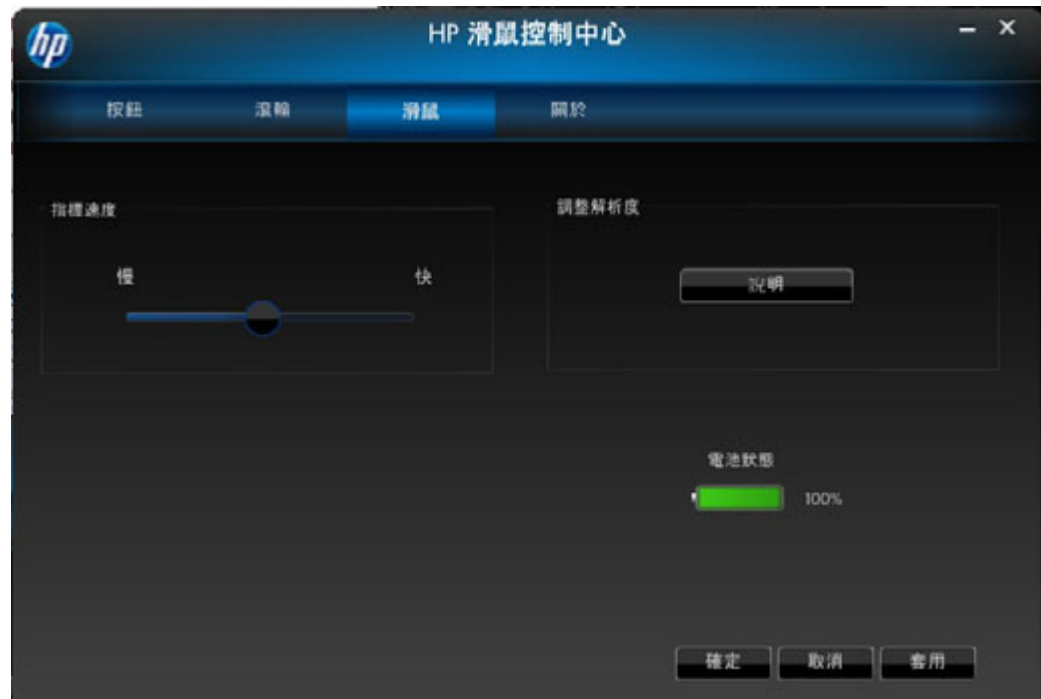 hp
HP 滑鼠控制中心
按鈕 滾輪 滑鼠 關於
指標速度
慢 快
調整解析度
說明
電池狀態
100%
確定 取消 套用